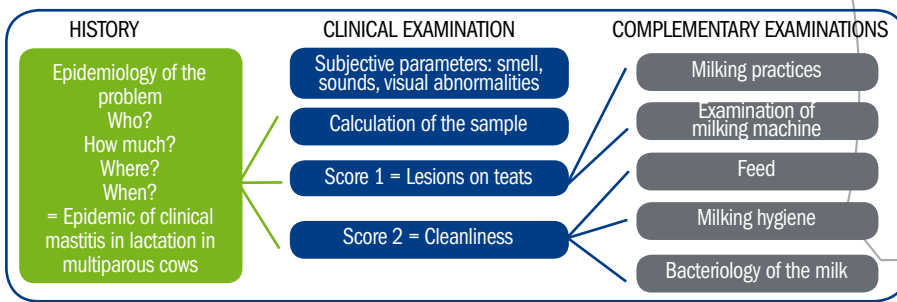 HISTORY
Epidemiology of the
problem
Who?
How much?
Where?
When?
= Epidemic of clinical
mastitis in lactation in
multiparous cows
CLINICAL EXAMINATION
Subjective parameters: smell,
sounds, visual abnormalities
Calculation of the sample
Score 1 = Lesions on teats
Score 2 = Cleanliness
COMPLEMENTARY EXAMINATIONS
Milking practices
Examination of
milking machine
Feed
Milking hygiene
Bacteriology of the milk